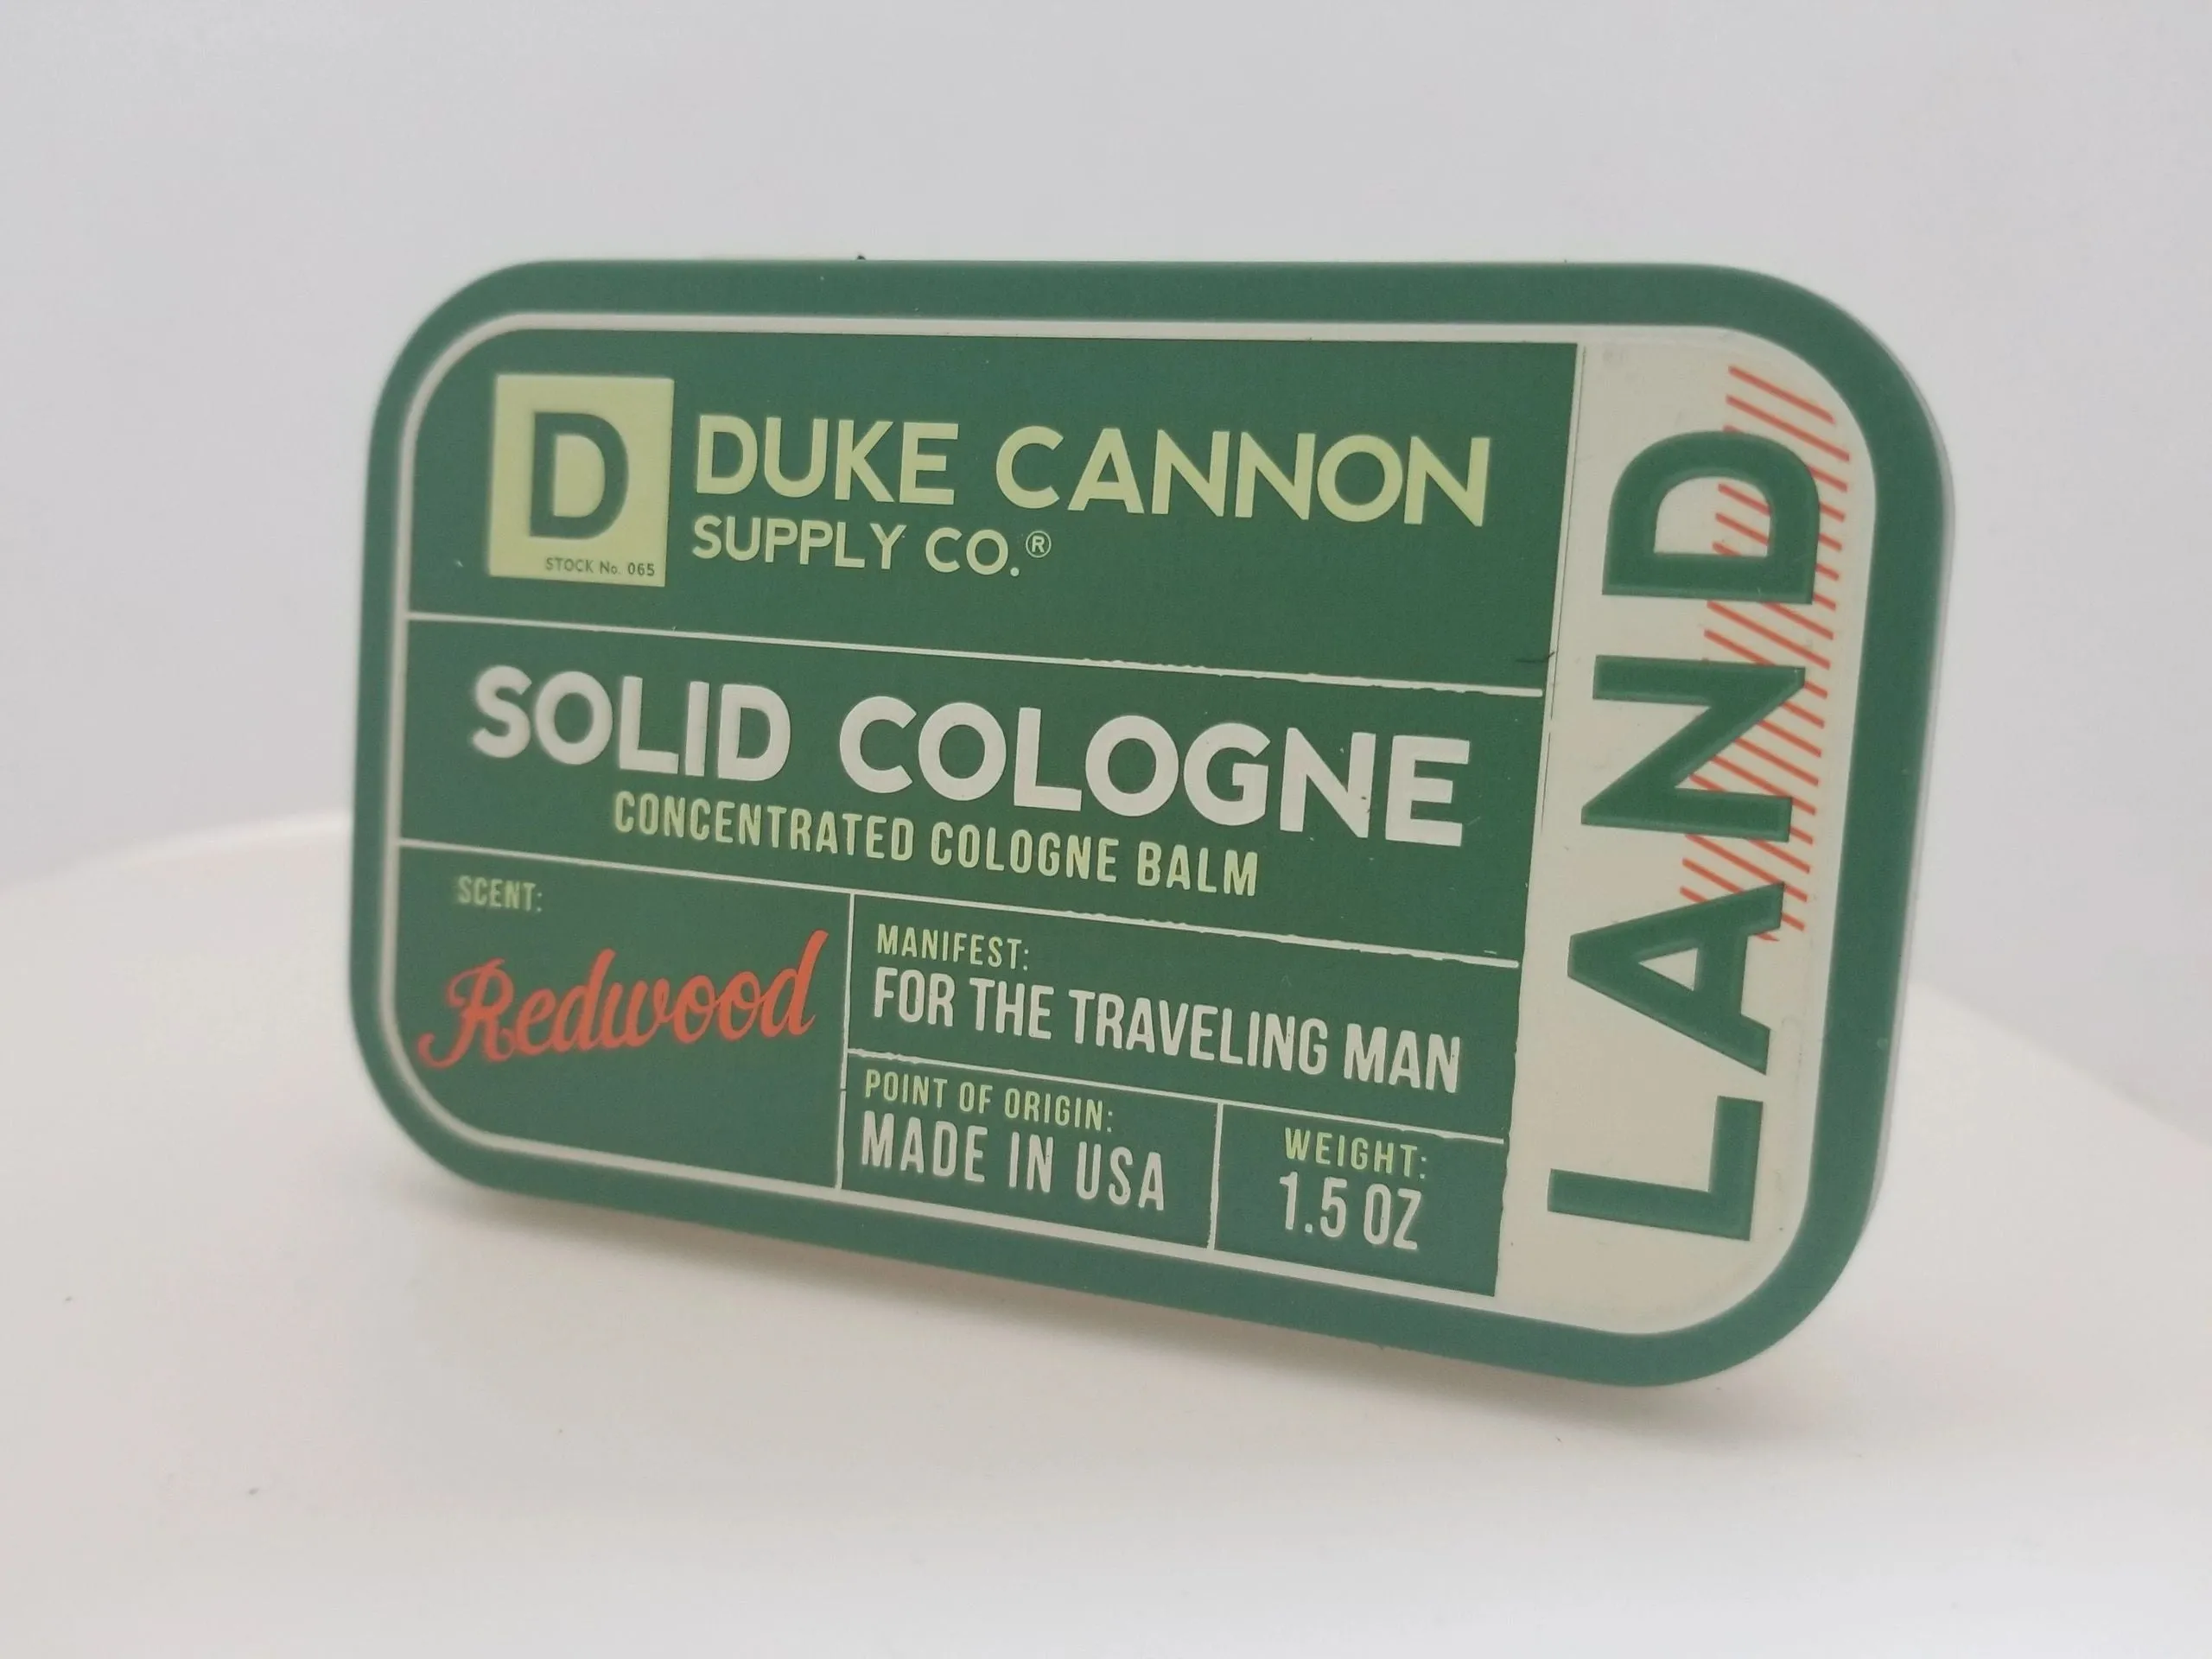 D
STOCK No. 065
DUKE CANNON
SUPPLY CO.®
SOLID COLOGNE
CONCENTRATED COLOGNE BALM
SCENT:
Redwood
MANIFEST:
FOR THE TRAVELING MAN
POINT OF ORIGIN:
MADE IN USA
WEIGHT:
1.5 OZ
LAND